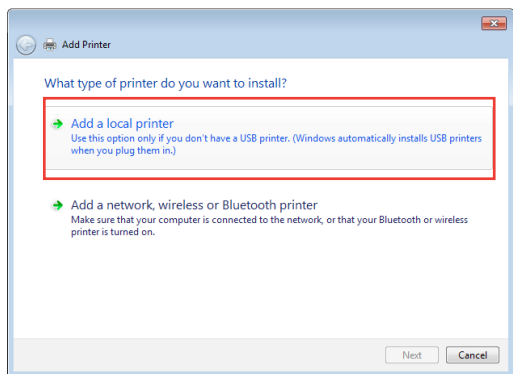 Add Printer
What type of printer do you want to install?
Add a local printer
Use this option only if you don't have a USB printer. (Windows automatically installs USB printers
when you plug them in.)
Add a network, wireless or Bluetooth printer
Make sure that your computer is connected to the network, or that your Bluetooth or wireless
printer is turned on.
Next Cancel